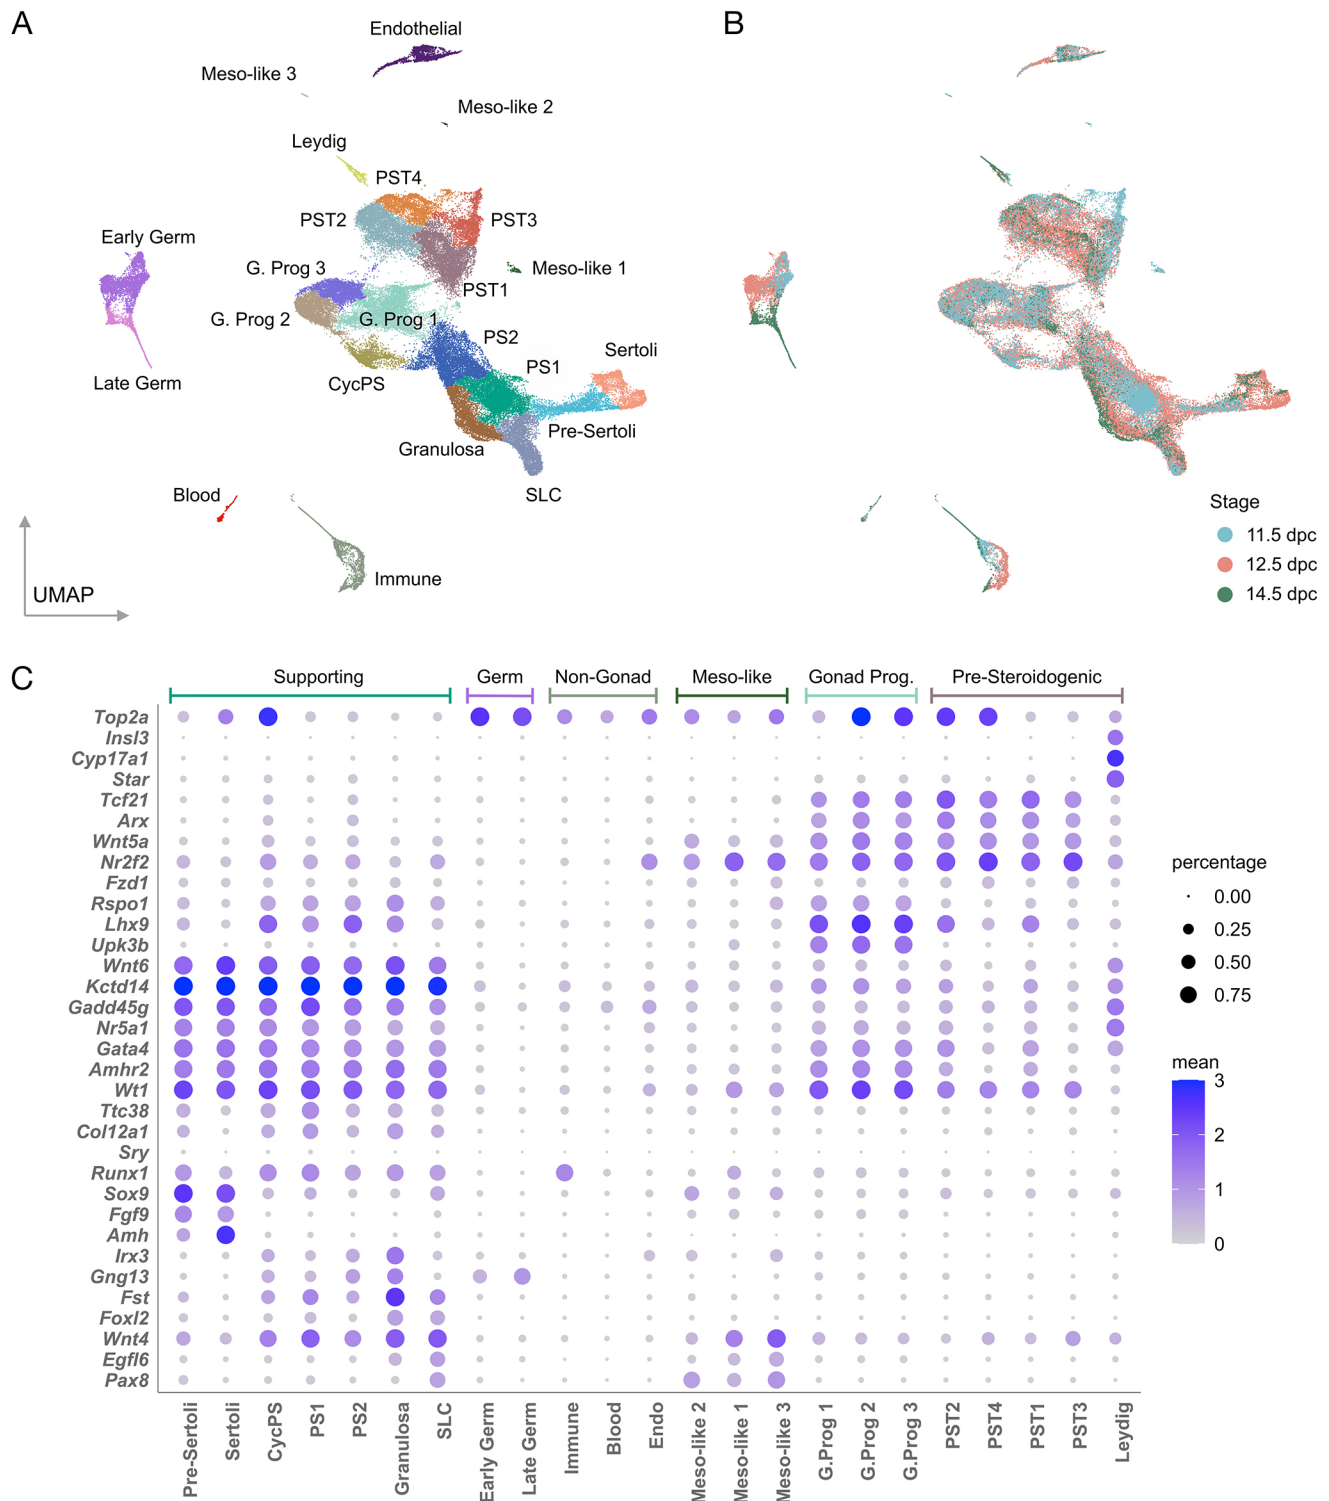 A
B
Endothelial
Meso-like 3
Meso-like 2
Leydig
PST4
PST2
PST3
Early Germ
G. Prog 3
Meso-like 1
PST1
G. Prog 2
G. Prog 1
PS2
Sertoli
PS1
Late Germ
CycPS
Pre-Sertoli
Granulosa
SLC
Blood
Immune
UMAP
Stage
11.5 dpc
12.5 dpc
14.5 dpc
C
Supporting
Germ
Non-Gonad
Meso-like
Gonad Prog.
Pre-Steroidogenic
Top2a
Insl3
Cyp17a1
Star
Tcf21
Arx
Wnt5a
Nr2f2
Fzd1
Rspo1
Lhx9
Upk3b
Wnt6
Kctd14
Gadd45g
Nr5a1
Gata4
Amhr2
Wt1
Ttc38
Col12a1
Sry
Runx1
Sox9
Fgf9
Amh
Irx3
Gng13
Fst
Foxl2
Wnt4
Egfl6
Pax8
percentage
0.00
0.25
0.50
0.75
mean
3
2
1
0
Pre-Sertoli
Sertoli
CycPS
PS1
PS2
Granulosa
SLC
Early Germ
Late Germ
Immune
Blood
Endo
Meso-like 2
Meso-like 1
Meso-like 3
G.Prog 1
G.Prog 2
G.Prog 3
PST2
PST4
PST1
PST3
Leydig